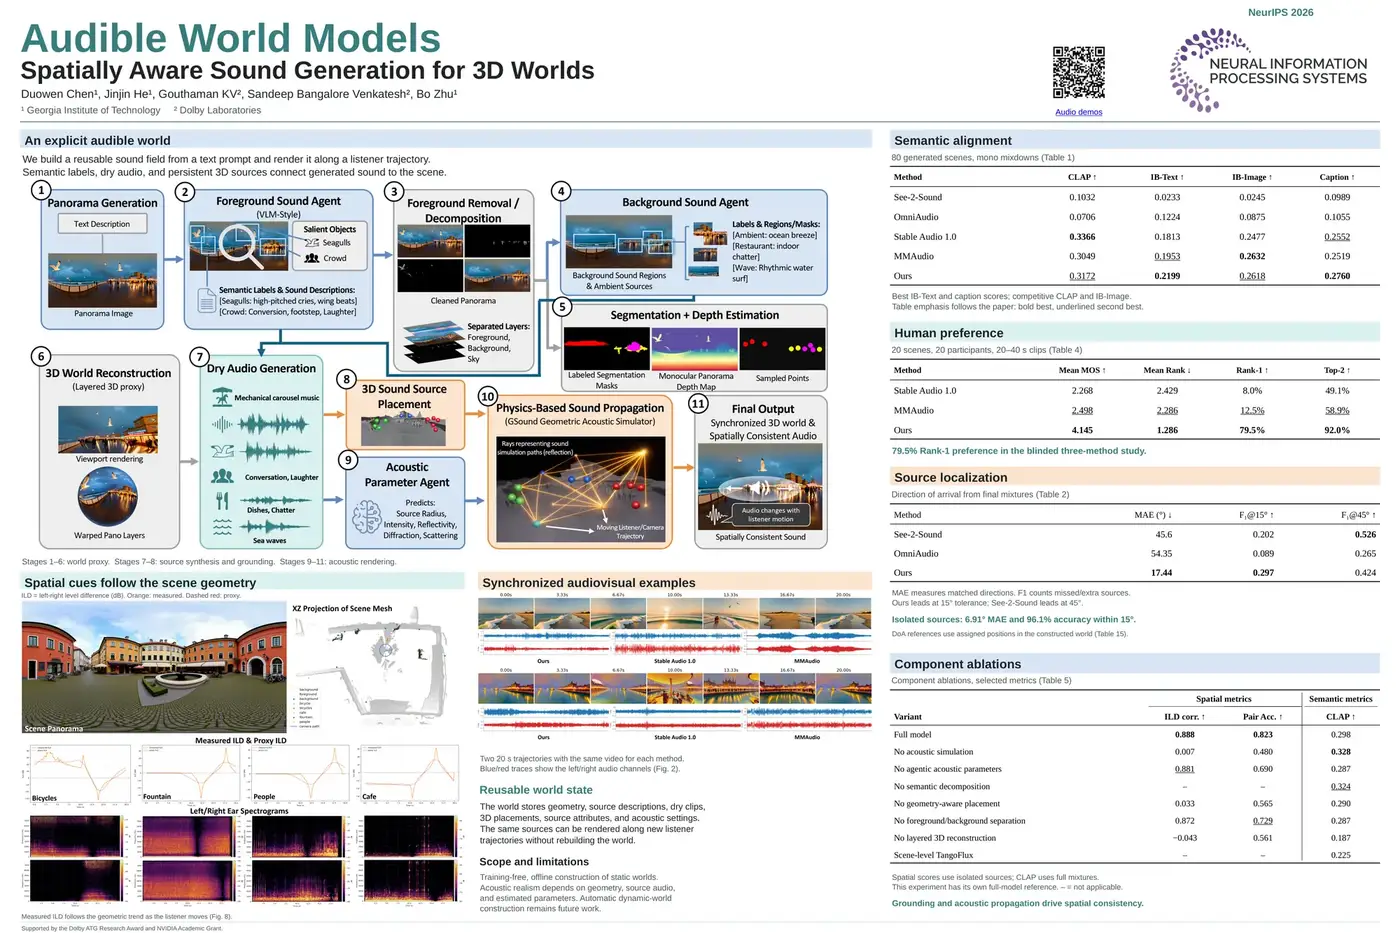 NeurIPS 2026
Audible World Models
Spatially Aware Sound Generation for 3D Worlds
Duowen Chen¹, Jinjin He¹, Gouthaman KV², Sandeep Bangalore Venkatesh², Bo Zhu¹
¹ Georgia Institute of Technology ² Dolby Laboratories
Audio demos
NEURAL INFORMATION
PROCESSING SYSTEMS
An explicit audible world
We build a reusable sound field from a text prompt and render it along a listener trajectory.
Semantic labels, dry audio, and persistent 3D sources connect generated sound to the scene.
1
Panorama Generation
Text Description
Panorama Image
2
Foreground Sound Agent
(VLM-Style)
Salient Objects
Seagulls
Crowd
Semantic Labels & Sound Descriptions:
[Seagulls: high-pitched cries, wing beats]
[Crowd: Conversion, footstep, Laughter]
3
Foreground Removal /
Decomposition
Cleaned Panorama
Separated Layers:
Foreground,
Background,
Sky
4
Background Sound Agent
Labels & Regions/Masks:
[Ambient: ocean breeze]
[Restaurant: indoor
chatter]
[Wave: Rhythmic water
surf]
Background Sound Regions
& Ambient Sources
5
Segmentation + Depth Estimation
Labeled Segmentation
Masks
Monocular Panorama
Depth Map
Sampled Points
6
3D World Reconstruction
(Layered 3D proxy)
Viewport rendering
Warped Pano Layers
7
Dry Audio Generation
Mechanical carousel music
Conversation, Laughter
Dishes, Chatter
Sea waves
8
3D Sound Source
Placement
9
Acoustic
Parameter Agent
Predicts:
Source Radius,
Intensity, Reflectivity,
Diffraction, Scattering
10
Physics-Based Sound Propagation
(GSound Geometric Acoustic Simulator)
Rays representing sound
simulation paths (reflection)
Moving Listener/Camera
Trajectory
11
Final Output
Synchronized 3D world &
Spatially Consistent Audio
Audio changes with
listener motion
Spatially Consistent Sound
Stages 1–6: world proxy. Stages 7–8: source synthesis and grounding. Stages 9–11: acoustic rendering.
Spatial cues follow the scene geometry
ILD = left-right level difference (dB). Orange: measured. Dashed red: proxy.
Scene Panorama
XZ Projection of Scene Mesh
Measured ILD & Proxy ILD
Bicycles
Fountain
People
Cafe
Left/Right Ear Spectrograms
Measured ILD follows the geometric trend as the listener moves (Fig. 8).
Supported by the Dolby ATG Research Award and NVIDIA Academic Grant.
Synchronized audiovisual examples
0.00s 3.33s 6.67s 10.00s 13.33s 16.67s 20.00s
Ours Stable Audio 1.0 MMAudio
0.00s 3.33s 6.67s 10.00s 13.33s 16.67s 20.00s
Ours Stable Audio 1.0 MMAudio
Two 20 s trajectories with the same video for each method.
Blue/red traces show the left/right audio channels (Fig. 2).
Reusable world state
The world stores geometry, source descriptions, dry clips,
3D placements, source attributes, and acoustic settings.
The same sources can be rendered along new listener
trajectories without rebuilding the world.
Scope and limitations
Training-free, offline construction of static worlds.
Acoustic realism depends on geometry, source audio,
and estimated parameters. Automatic dynamic-world
construction remains future work.
Semantic alignment
80 generated scenes, mono mixdowns (Table 1)
Method CLAP ↑ IB-Text ↑ IB-Image ↑ Caption ↑
See-2-Sound 0.1032 0.0233 0.0245 0.0989
OmniAudio 0.0706 0.1224 0.0875 0.1055
Stable Audio 1.0 0.3366 0.1813 0.2477 0.2552
MMAudio 0.3049 0.1953 0.2632 0.2519
Ours 0.3172 0.2199 0.2618 0.2760
Best IB-Text and caption scores; competitive CLAP and IB-Image.
Table emphasis follows the paper: bold best, underlined second best.
Human preference
20 scenes, 20 participants, 20–40 s clips (Table 4)
Method Mean MOS ↑ Mean Rank ↓ Rank-1 ↑ Top-2 ↑
Stable Audio 1.0 2.268 2.429 8.0% 49.1%
MMAudio 2.498 2.286 12.5% 58.9%
Ours 4.145 1.286 79.5% 92.0%
79.5% Rank-1 preference in the blinded three-method study.
Source localization
Direction of arrival from final mixtures (Table 2)
Method MAE (°) ↓ F₁@15° ↑ F₁@45° ↑
See-2-Sound 45.6 0.202 0.526
OmniAudio 54.35 0.089 0.265
Ours 17.44 0.297 0.424
MAE measures matched directions. F1 counts missed/extra sources.
Ours leads at 15° tolerance; See-2-Sound leads at 45°.
Isolated sources: 6.91° MAE and 96.1% accuracy within 15°.
DoA references use assigned positions in the constructed world (Table 15).
Component ablations
Component ablations, selected metrics (Table 5)
Spatial metrics Semantic metrics
Variant ILD corr. ↑ Pair Acc. ↑ CLAP ↑
Full model 0.888 0.823 0.298
No acoustic simulation 0.007 0.480 0.328
No agentic acoustic parameters 0.881 0.690 0.287
No semantic decomposition – – 0.324
No geometry-aware placement 0.033 0.565 0.290
No foreground/background separation 0.872 0.729 0.287
No layered 3D reconstruction −0.043 0.561 0.187
Scene-level TangoFlux – – 0.225
Spatial scores use isolated sources; CLAP uses full mixtures.
This experiment has its own full-model reference. – = not applicable.
Grounding and acoustic propagation drive spatial consistency.